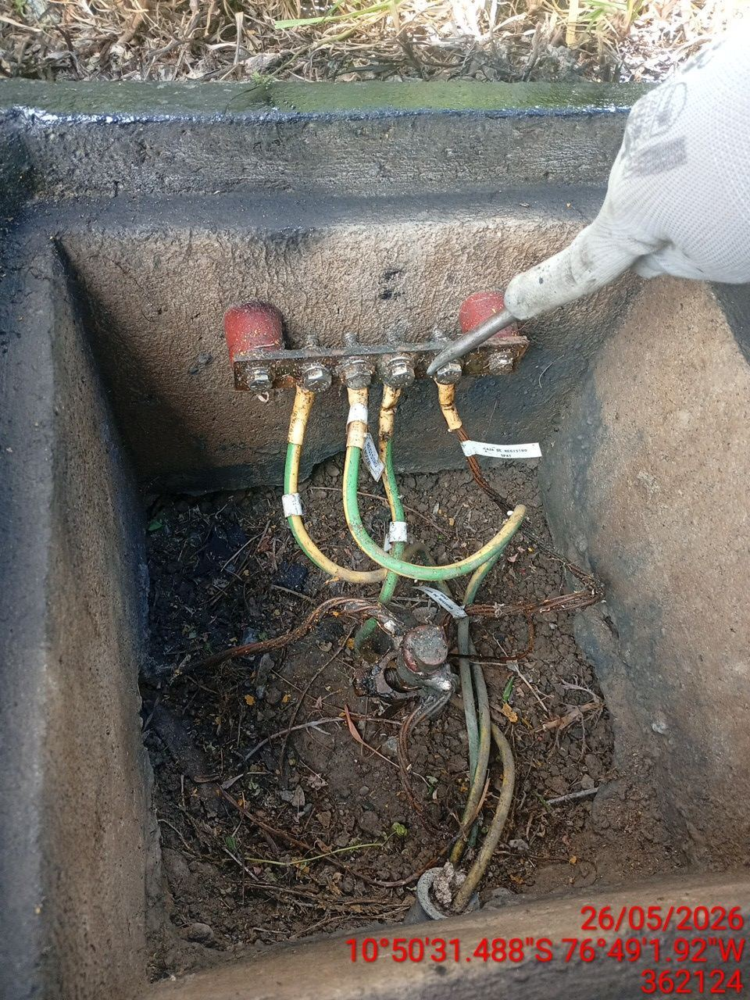 CAJA DE REGISTRO
SPAT
26/05/2026
10°50'31.488"S 76°49'1.92"W
362124